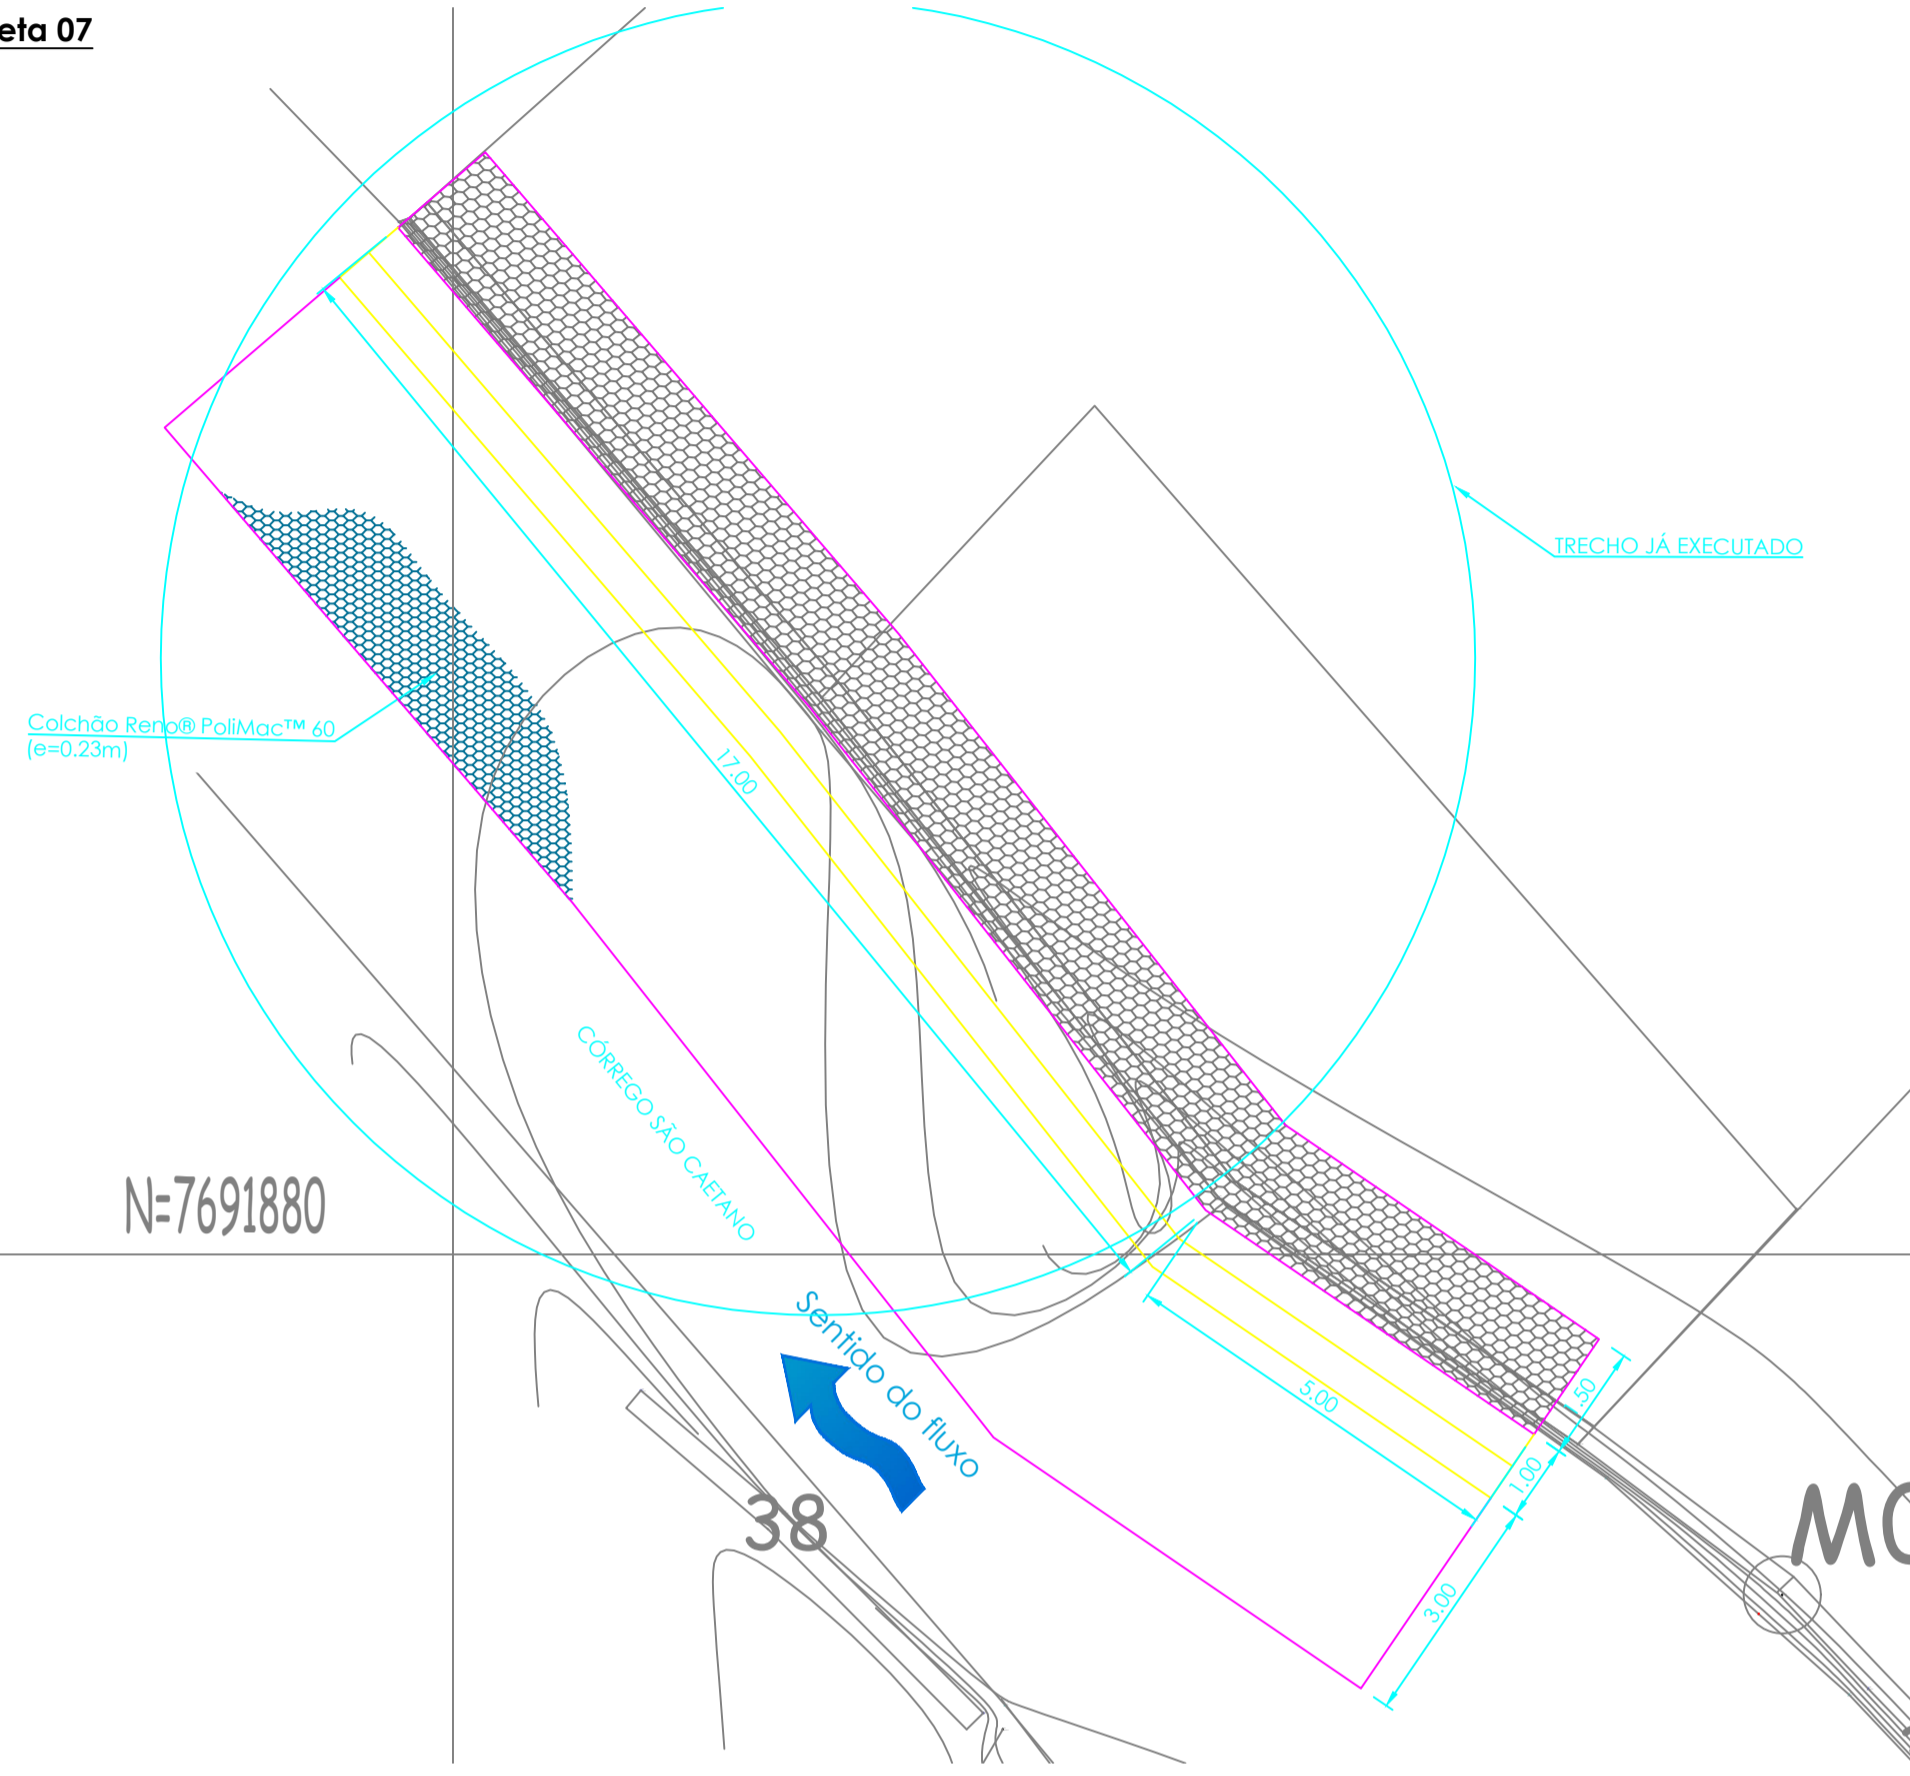 eta 07
TRECHO JÁ EXECUTADO
Colchão Reno® PoliMac™ 60
(e=0.23m)
17.00
CÓRREGO SÃO CAETANO
N=7691880
Sentido do fluxo
5.00
.50
1.00
3.00
38
MO